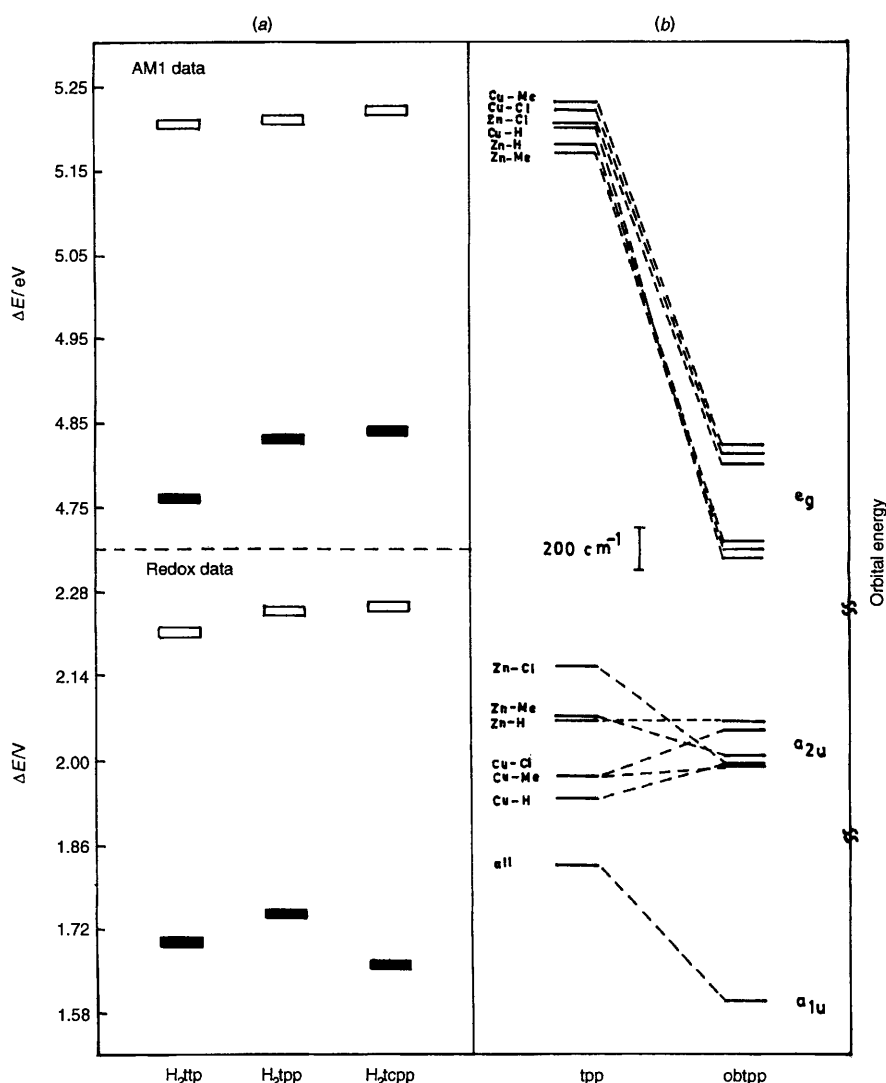 (a)
(b)
AM1 data
5.25
5.15
5.05
4.95
4.85
4.75
ΔE/ eV
Redox data
2.28
2.14
2.00
1.86
1.72
1.58
ΔE/V
H₂ttp
H₂tpp
H₂tcpp
Cu-Me
Cu-Cl
Zn-Cl
Cu-H
Zn-H
Zn-Me
eg
200 cm⁻¹
Zn-Cl
Zn-Me
Zn-H
Cu-Cl
Cu-Me
Cu-H
a2u
all
a1u
tpp
obtpp
Orbital energy